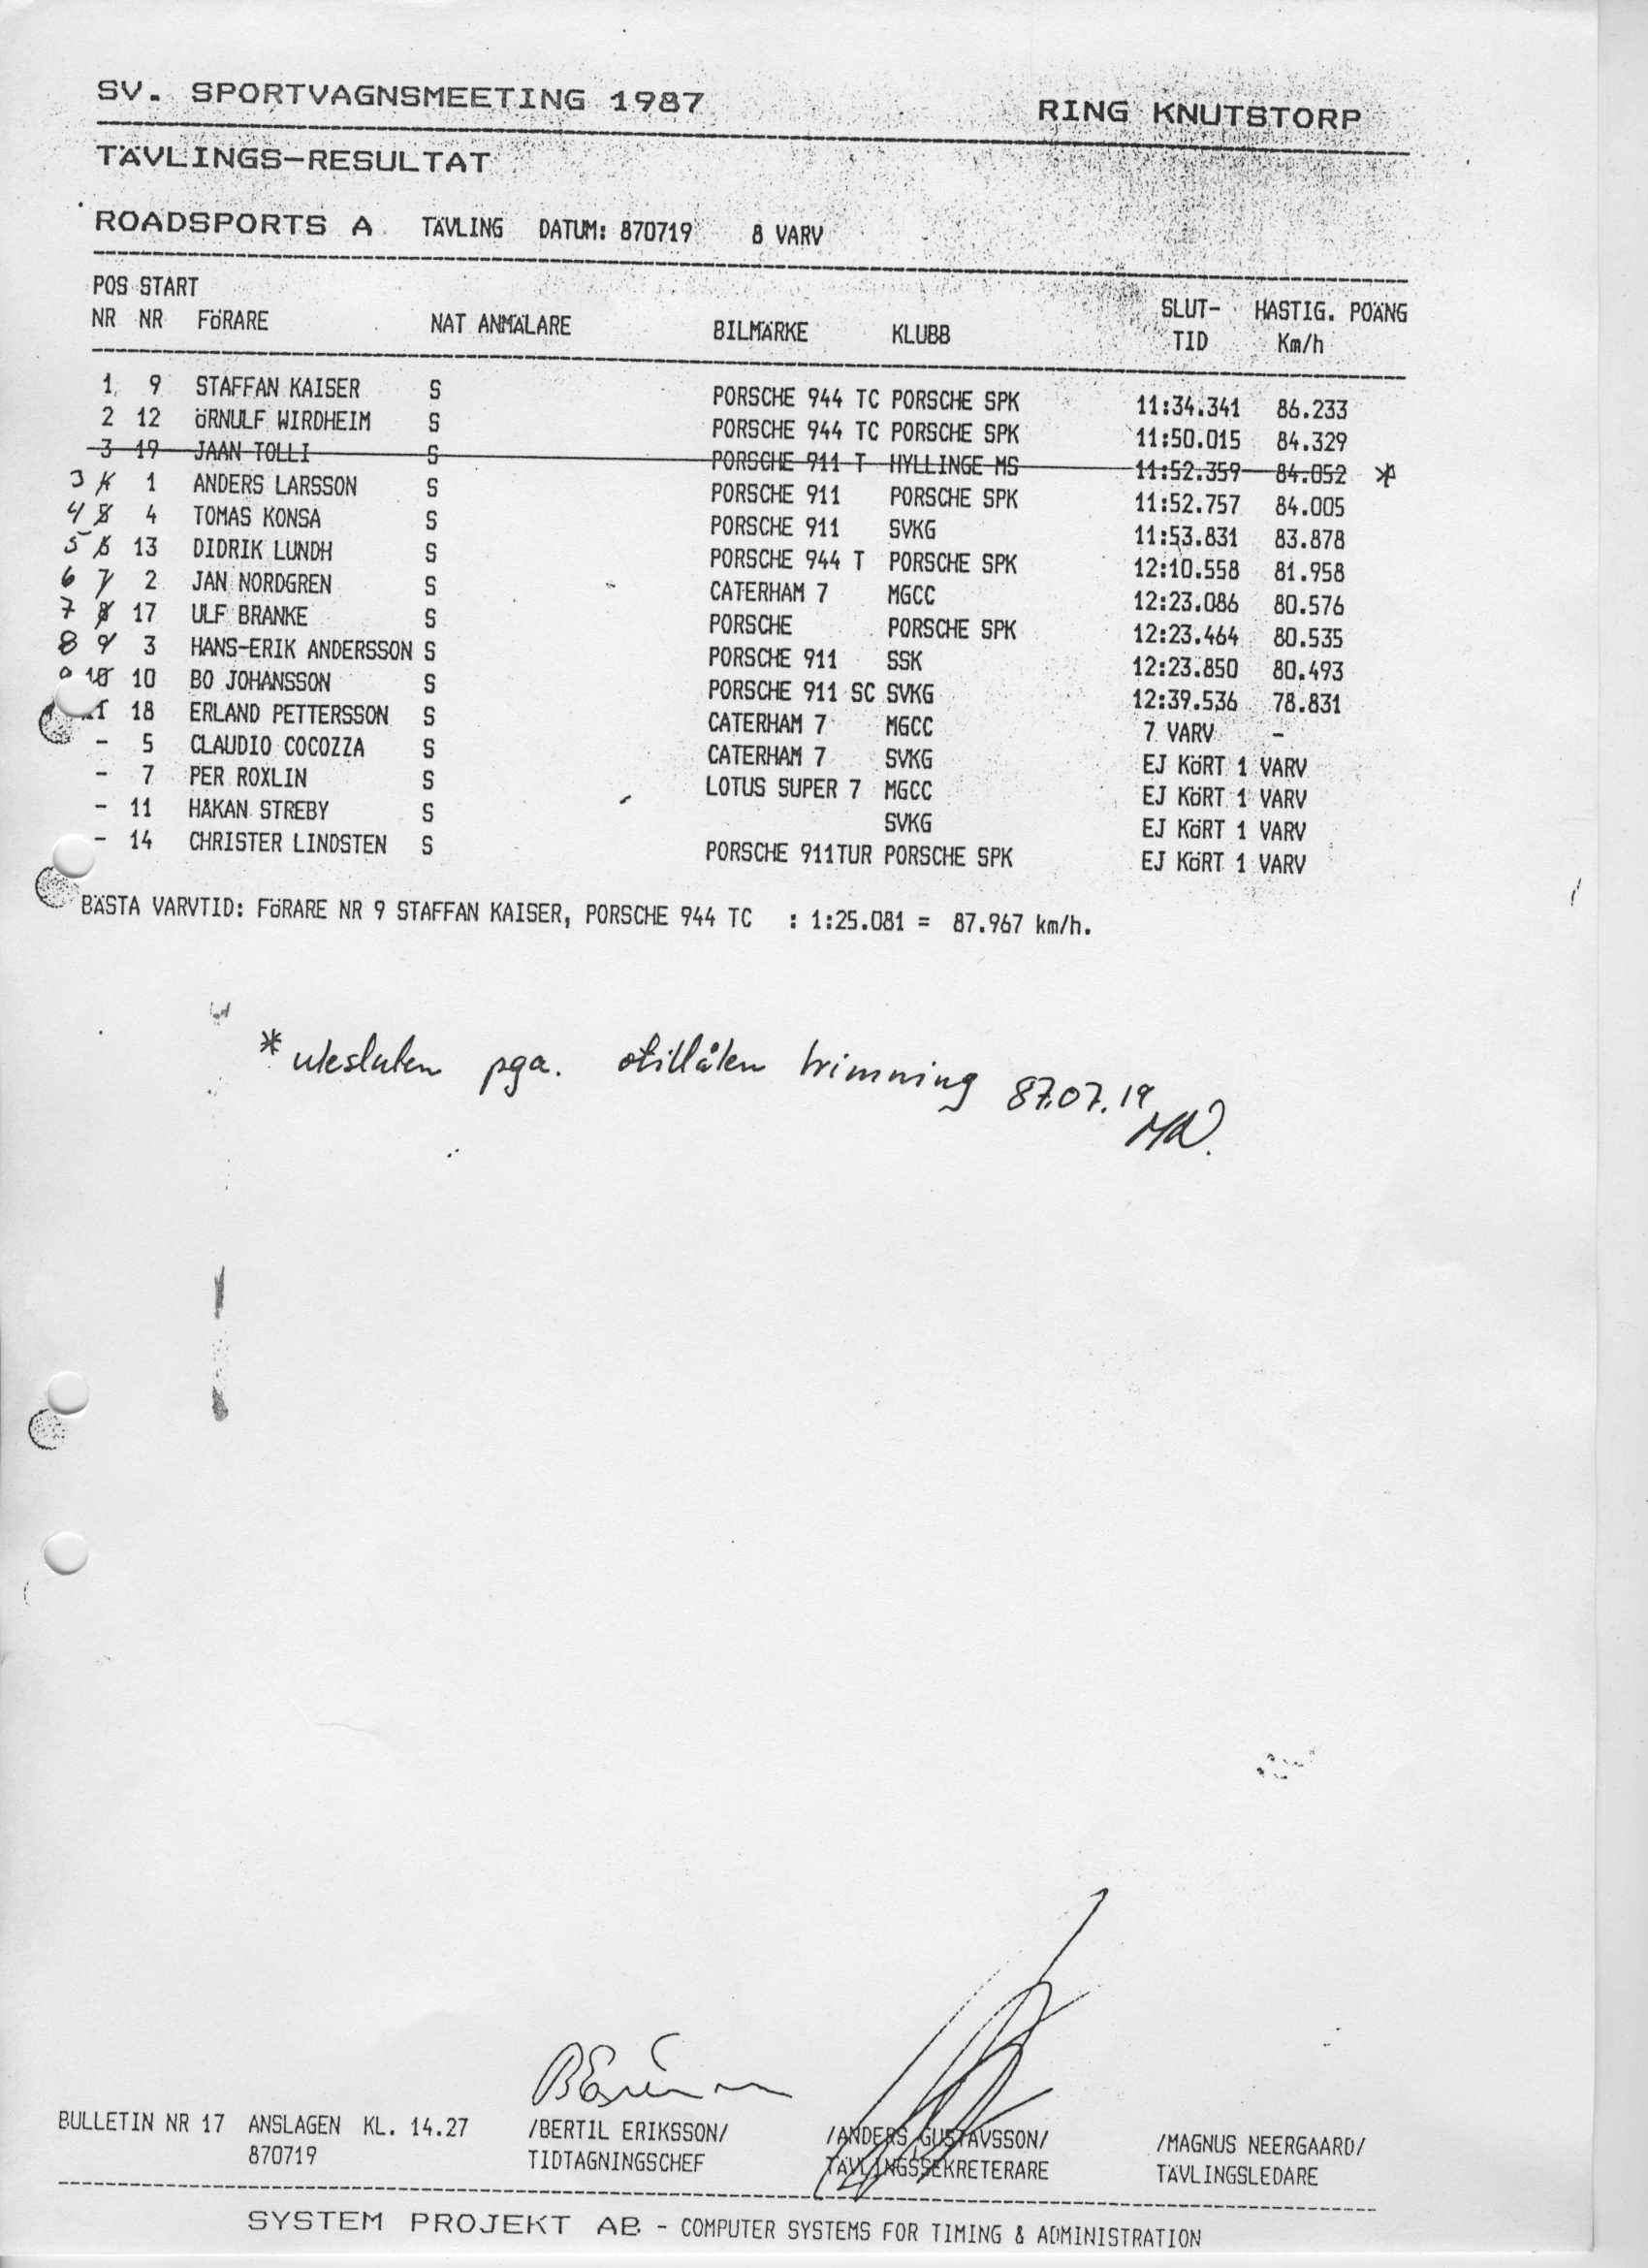 SV. SPORTVAGNSMEETING 1987 RING KNUTSTORP
TÄVLINGS-RESULTAT
ROADSPORTS A TÄVLING DATUM: 870719 8 VARV
POS START SLUT- HASTIG. POÄNG
NR NR FÖRARE NAT ANMÄLARE BILMÄRKE KLUBB TID Km/h
1 9 STAFFAN KAISER S PORSCHE 944 TC PORSCHE SPK 11:34.341 86.233
2 12 ÖRNULF WIRDHEIM S PORSCHE 944 TC PORSCHE SPK 11:50.015 84.329
3 19 JAAN TOLLI S PORSCHE 911 T HYLLINGE MS 11:52.359 84.052 *
3 4 1 ANDERS LARSSON S PORSCHE 911 PORSCHE SPK 11:52.757 84.005
4 5 4 TOMAS KONSA S PORSCHE 911 SVKG 11:53.831 83.878
5 6 13 DIDRIK LUNDH S PORSCHE 944 T PORSCHE SPK 12:10.558 81.958
6 7 2 JAN NORDGREN S CATERHAM 7 MGCC 12:23.086 80.576
7 8 17 ULF BRANKE S PORSCHE PORSCHE SPK 12:23.464 80.535
8 9 3 HANS-ERIK ANDERSSON S PORSCHE 911 SSK 12:23.850 80.493
9 10 10 BO JOHANSSON S PORSCHE 911 SC SVKG 12:39.536 78.831
11 18 ERLAND PETTERSSON S CATERHAM 7 MGCC 7 VARV -
- 5 CLAUDIO COCOZZA S CATERHAM 7 SVKG EJ KÖRT 1 VARV
- 7 PER ROXLIN S LOTUS SUPER 7 MGCC EJ KÖRT 1 VARV
- 11 HÅKAN STREBY S SVKG EJ KÖRT 1 VARV
- 14 CHRISTER LINDSTEN S PORSCHE 911TUR PORSCHE SPK EJ KÖRT 1 VARV
BÄSTA VARVTID: FÖRARE NR 9 STAFFAN KAISER, PORSCHE 944 TC : 1:25.081 = 87.967 km/h.
* utesluten pga. otillåten trimning 87.07.19
BULLETIN NR 17 ANSLAGEN KL. 14.27 /BERTIL ERIKSSON/ /ANDERS GUSTAVSSON/ /MAGNUS NEERGAARD/
870719 TIDTAGNINGSCHEF TÄVLINGSSEKRETERARE TÄVLINGSLEDARE
SYSTEM PROJEKT AB - COMPUTER SYSTEMS FOR TIMING & ADMINISTRATION